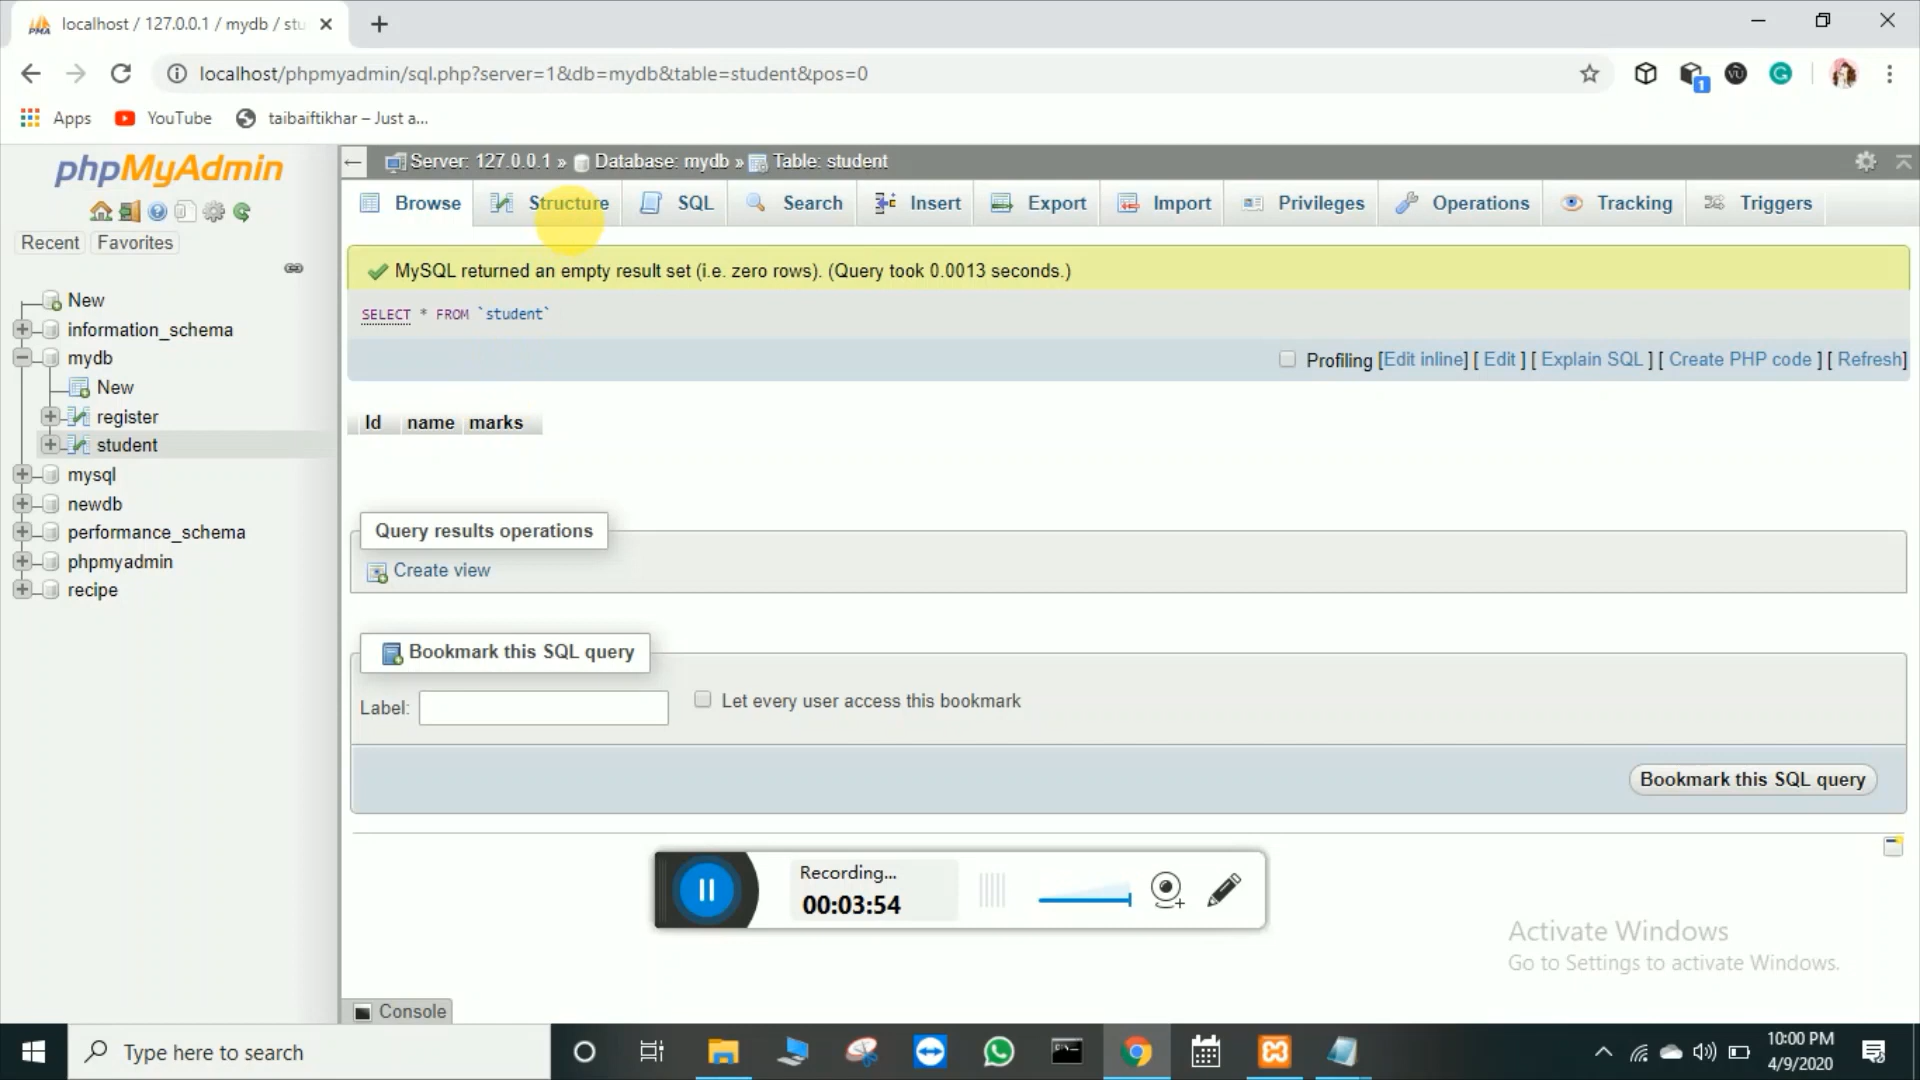 localhost / 127.0.0.1 / mydb / stu
localhost/phpmyadmin/sql.php?server=1&db=mydb&table=student&pos=0
VU
1
Apps
YouTube
taibaiftikhar – Just a...
phpMyAdmin
Server: 127.0.0.1 » Database: mydb » Table: student
Browse
Structure
SQL
Search
Insert
Export
Import
Privileges
Operations
Tracking
Triggers
Recent
Favorites
MySQL returned an empty result set (i.e. zero rows). (Query took 0.0013 seconds.)
SELECT * FROM `student`
Profiling [Edit inline] [ Edit ] [ Explain SQL ] [ Create PHP code ] [ Refresh]
New
information_schema
mydb
New
register
student
mysql
newdb
performance_schema
phpmyadmin
recipe
Id name marks
Query results operations
Create view
Bookmark this SQL query
Label:
Let every user access this bookmark
Bookmark this SQL query
Recording...
00:03:54
Activate Windows
Go to Settings to activate Windows.
Console
Type here to search
10:00 PM
4/9/2020